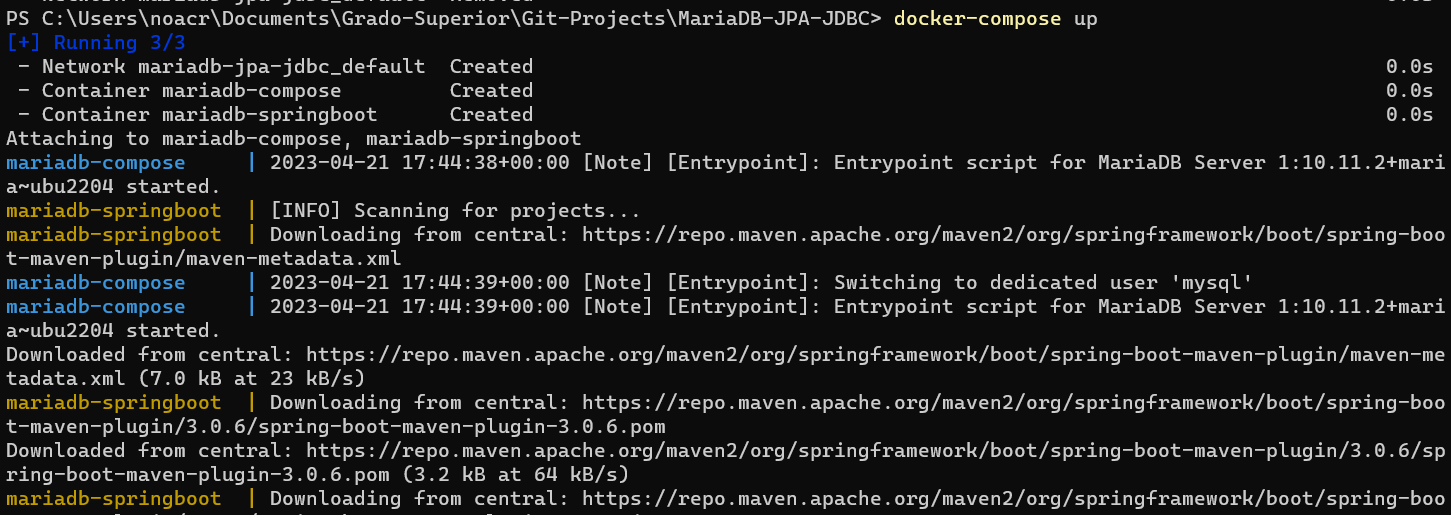 PS C:\Users\noacr\Documents\Grado-Superior\Git-Projects\MariaDB-JPA-JDBC> docker-compose up
[+] Running 3/3
 - Network mariadb-jpa-jdbc_default  Created 0.0s
 - Container mariadb-compose         Created 0.0s
 - Container mariadb-springboot      Created 0.0s
Attaching to mariadb-compose, mariadb-springboot
mariadb-compose     | 2023-04-21 17:44:38+00:00 [Note] [Entrypoint]: Entrypoint script for MariaDB Server 1:10.11.2+mari
a~ubu2204 started.
mariadb-springboot  | [INFO] Scanning for projects...
mariadb-springboot  | Downloading from central: https://repo.maven.apache.org/maven2/org/springframework/boot/spring-boo
t-maven-plugin/maven-metadata.xml
mariadb-compose     | 2023-04-21 17:44:39+00:00 [Note] [Entrypoint]: Switching to dedicated user 'mysql'
mariadb-compose     | 2023-04-21 17:44:39+00:00 [Note] [Entrypoint]: Entrypoint script for MariaDB Server 1:10.11.2+mari
a~ubu2204 started.
Downloaded from central: https://repo.maven.apache.org/maven2/org/springframework/boot/spring-boot-maven-plugin/maven-me
tadata.xml (7.0 kB at 23 kB/s)
mariadb-springboot  | Downloading from central: https://repo.maven.apache.org/maven2/org/springframework/boot/spring-boo
t-maven-plugin/3.0.6/spring-boot-maven-plugin-3.0.6.pom
Downloaded from central: https://repo.maven.apache.org/maven2/org/springframework/boot/spring-boot-maven-plugin/3.0.6/sp
ring-boot-maven-plugin-3.0.6.pom (3.2 kB at 64 kB/s)
mariadb-springboot  | Downloading from central: https://repo.maven.apache.org/maven2/org/springframework/boot/spring-boo